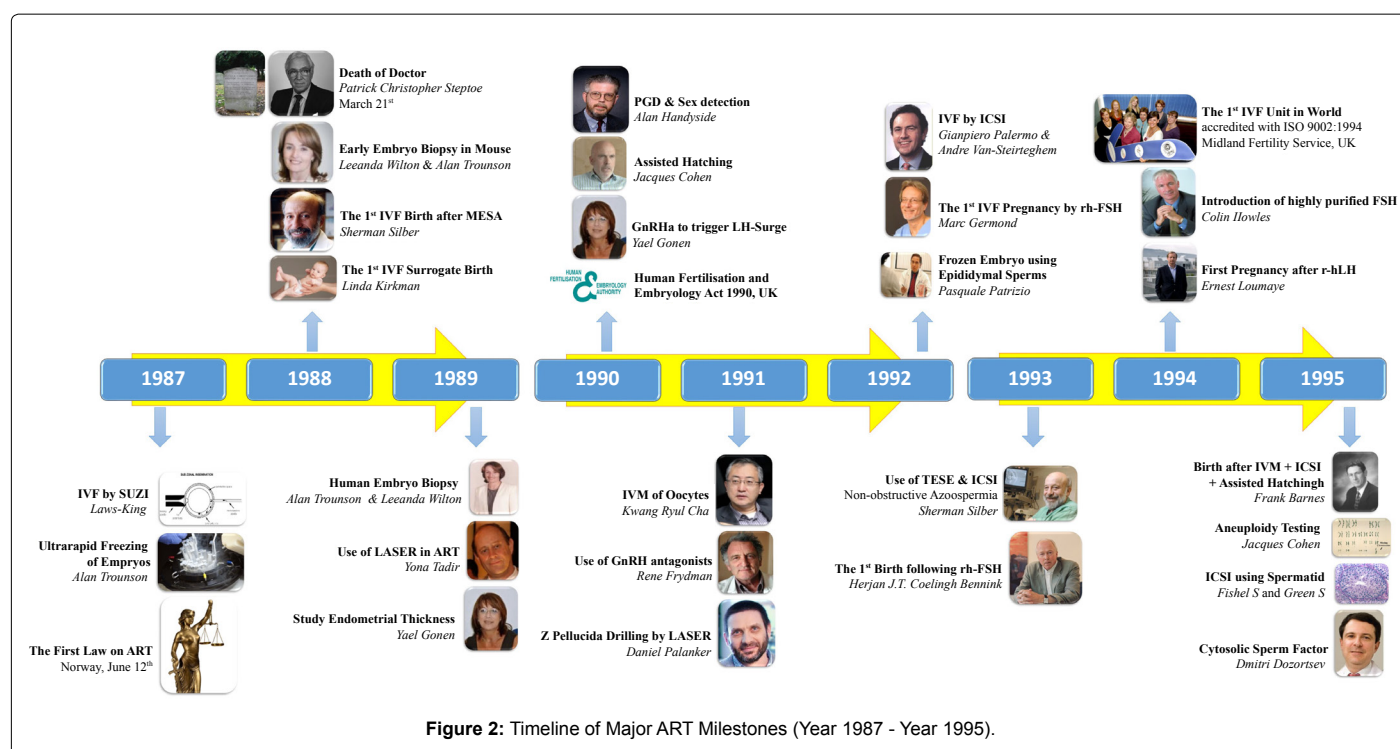 Death of Doctor
Patrick Christopher Steptoe
March 21st
Early Embryo Biopsy in Mouse
Leeanda Wilton & Alan Trounson
The 1st IVF Birth after MESA
Sherman Silber
The 1st IVF Surrogate Birth
Linda Kirkman
PGD & Sex detection
Alan Handyside
Assisted Hatching
Jacques Cohen
GnRHa to trigger LH-Surge
Yael Gonen
HUMAN
FERTILISATION
EMBRYOLOGY
AUTHORITY
Human Fertilisation and
Embryology Act 1990, UK
IVF by ICSI
Gianpiero Palermo &
Andre Van-Steirteghem
The 1st IVF Pregnancy by rh-FSH
Marc Germond
Frozen Embryo using
Epididymal Sperms
Pasquale Patrizio
The 1st IVF Unit in World
accredited with ISO 9002:1994
Midland Fertility Service, UK
Introduction of highly purified FSH
Colin Howles
First Pregnancy after r-hLH
Ernest Loumaye
1987
1988
1989
1990
1991
1992
1993
1994
1995
IVF by SUZI
Laws-King
Ultrarapid Freezing
of Empryos
Alan Trounson
The First Law on ART
Norway, June 12th
Human Embryo Biopsy
Alan Trounson & Leeanda Wilton
Use of LASER in ART
Yona Tadir
Study Endometrial Thickness
Yael Gonen
IVM of Oocytes
Kwang Ryul Cha
Use of GnRH antagonists
Rene Frydman
Z Pellucida Drilling by LASER
Daniel Palanker
Use of TESE & ICSI
Non-obstructive Azoospermia
Sherman Silber
The 1st Birth following rh-FSH
Herjan J.T. Coelingh Bennink
Birth after IVM + ICSI
+ Assisted Hatchingh
Frank Barnes
Aneuploidy Testing
Jacques Cohen
ICSI using Spermatid
Fishel S and Green S
Cytosolic Sperm Factor
Dmitri Dozortsev
Figure 2: Timeline of Major ART Milestones (Year 1987 - Year 1995).